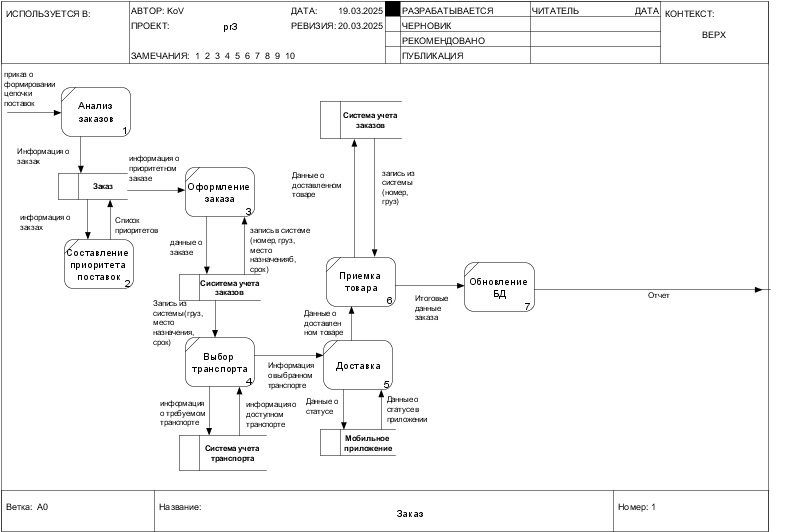 ИСПОЛЬЗУЕТСЯ В:
АВТОР: KoV
ДАТА: 19.03.2025
РАЗРАБАТЫВАЕТСЯ
ЧИТАТЕЛЬ
ДАТА
КОНТЕКСТ:
ПРОЕКТ: pr3
РЕВИЗИЯ: 20.03.2025
ЧЕРНОВИК
РЕКОМЕНДОВАНО
ВЕРХ
ЗАМЕЧАНИЯ: 1 2 3 4 5 6 7 8 9 10
ПУБЛИКАЦИЯ
приказ о
формировании
цепочки
поставок
Анализ
заказов
1
Информация о
закзак
Заказ
информация о
приоритетном
заказе
информация о
закзах
Список
приоритетов
Составление
приоритета
поставок
2
Оформление
заказа
3
данные о
заказе
запись в системе
(номер, груз,
место
назначенияб,
срок)
Сиситема учета
заказов
Запись из
системы(груз,
место
назначения,
срок)
Выбор
транспорта
4
Информация
о выбранном
транспорте
информация
о требуемом
транспорте
информация о
доступном
транспорте
Система учета
транспорта
Система учета
заказов
Данные о
доставленном
товаре
запись из
системы
(номер,
груз)
Приемка
товара
6
Данные о
доставлен
ном товаре
Доставка
5
Данные о
статусе
Данные о
статусе в
приложении
Мобильное
приложение
Итоговые
данные
заказа
Обновление
БД
7
Отчет
Ветка: A0
Название:
Заказ
Номер: 1